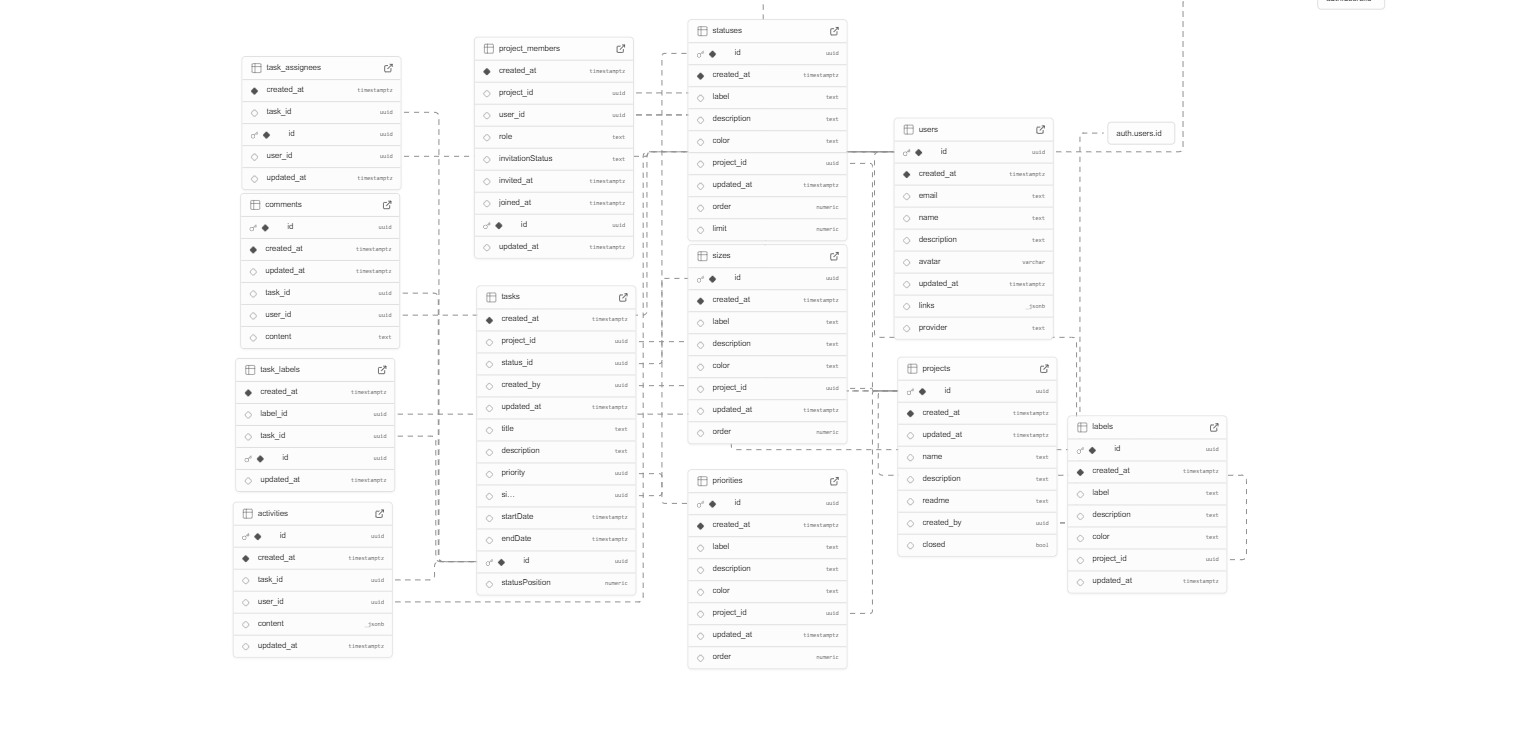 task_assignees
created_at timestamptz
task_id uuid
id uuid
user_id uuid
updated_at timestamptz
comments
id uuid
created_at timestamptz
updated_at timestamptz
task_id uuid
user_id uuid
content text
task_labels
created_at timestamptz
label_id uuid
task_id uuid
id uuid
updated_at timestamptz
activities
id uuid
created_at timestamptz
task_id uuid
user_id uuid
content _jsonb
updated_at timestamptz
project_members
created_at timestamptz
project_id uuid
user_id uuid
role text
invitationStatus text
invited_at timestamptz
joined_at timestamptz
id uuid
updated_at timestamptz
tasks
created_at timestamptz
project_id uuid
status_id uuid
created_by uuid
updated_at timestamptz
title text
description text
priority uuid
si... uuid
startDate timestamptz
endDate timestamptz
id uuid
statusPosition numeric
statuses
id uuid
created_at timestamptz
label text
description text
color text
project_id uuid
updated_at timestamptz
order numeric
limit numeric
sizes
id uuid
created_at timestamptz
label text
description text
color text
project_id uuid
updated_at timestamptz
order numeric
priorities
id uuid
created_at timestamptz
label text
description text
color text
project_id uuid
updated_at timestamptz
order numeric
users
id uuid
created_at timestamptz
email text
name text
description text
avatar varchar
updated_at timestamptz
links _jsonb
provider text
projects
id uuid
created_at timestamptz
updated_at timestamptz
name text
description text
readme text
created_by uuid
closed bool
auth.users.id
labels
id uuid
created_at timestamptz
label text
description text
color text
project_id uuid
updated_at timestamptz